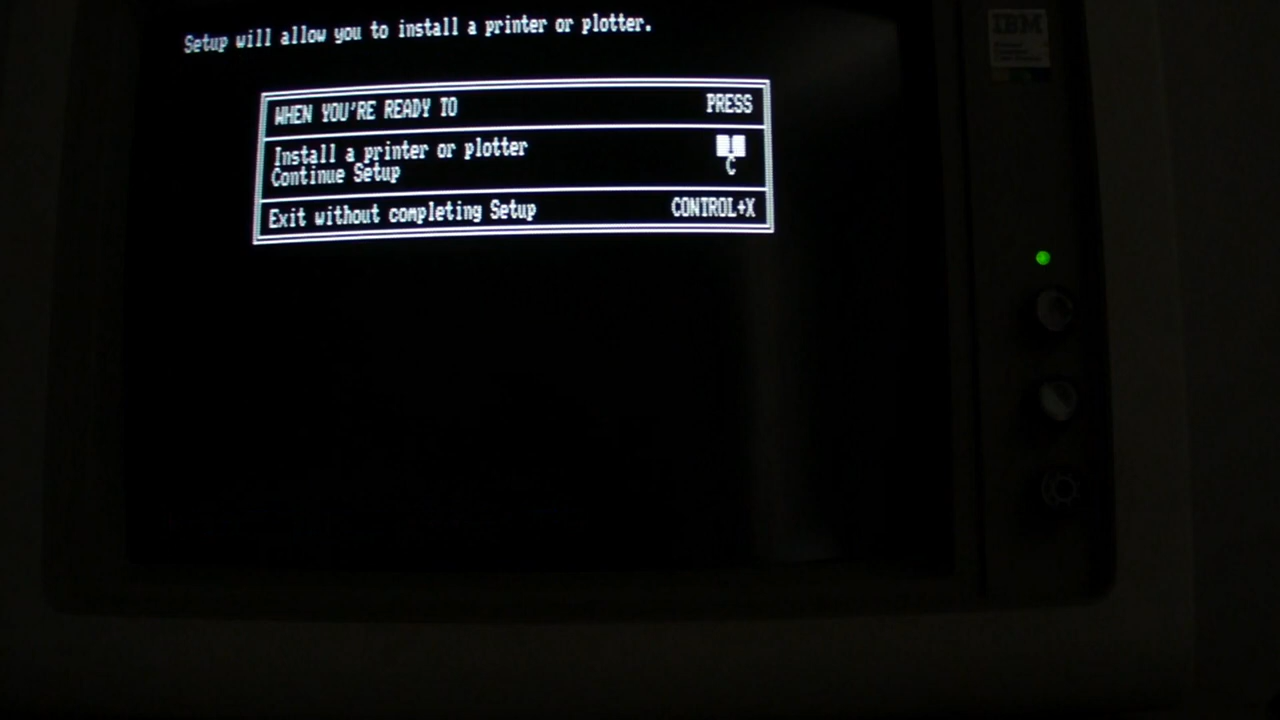 Setup will allow you to install a printer or plotter.
WHEN YOU'RE READY TO PRESS
Install a printer or plotter I
Continue Setup C
Exit without completing Setup CONTROL+X
IBM